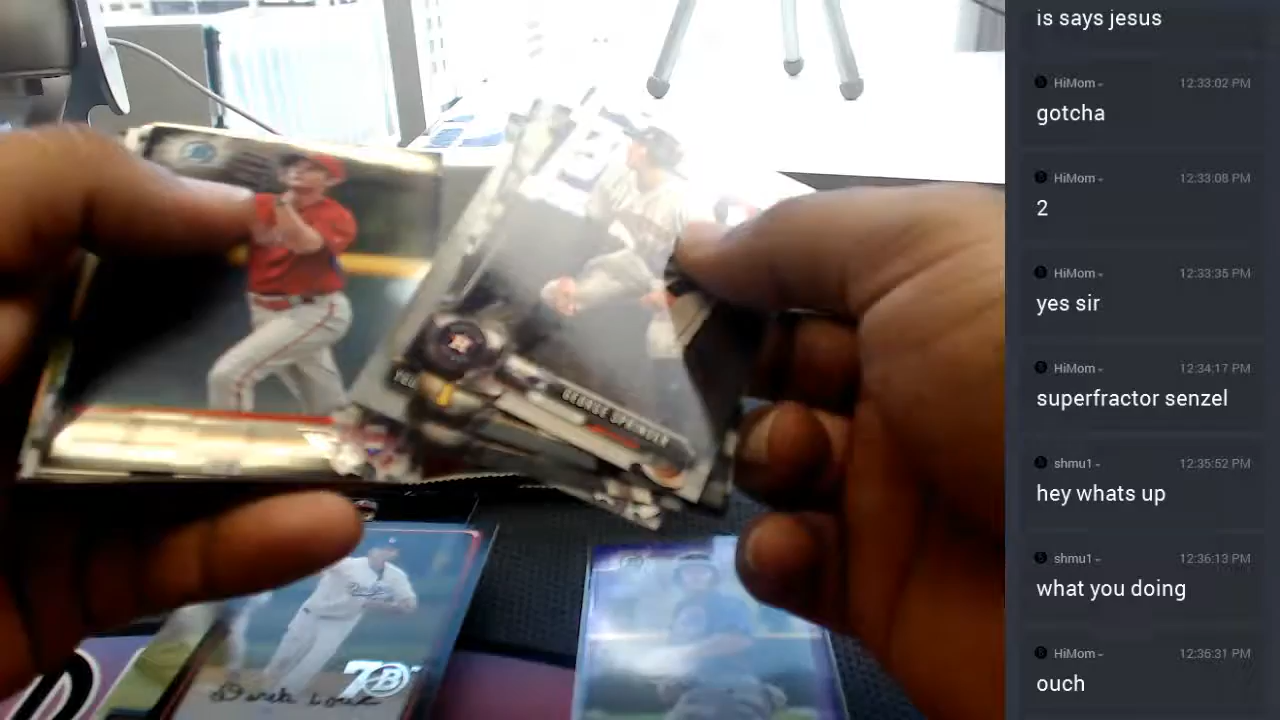 is says jesus
HiMom-
12:33:02 PM
gotcha
HiMom-
12:33:08 PM
2
HiMom-
12:33:35 PM
yes sir
HiMom-
12:34:17 PM
superfractor senzel
shmu1-
12:35:52 PM
hey whats up
shmu1-
12:36:13 PM
what you doing
HiMom-
12:36:31 PM
ouch
GEORGE SPRINGER
7B